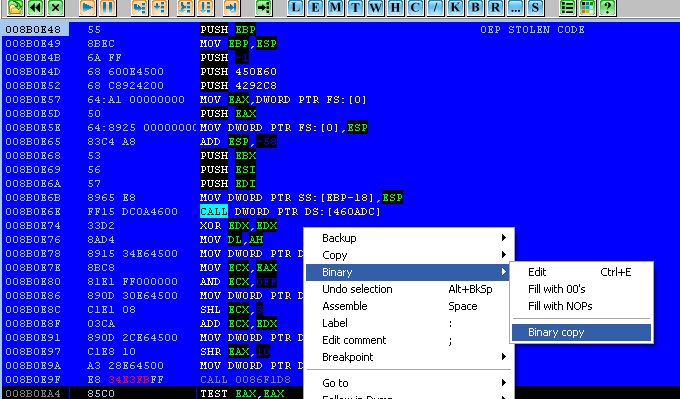 L E M T W H C / K B R ... S ?
008B0E48 55 PUSH EBP OEP STOLEN CODE
008B0E49 8BEC MOV EBP,ESP
008B0E4B 6A FF PUSH -1
008B0E4D 68 600E4500 PUSH 450E60
008B0E52 68 C8924200 PUSH 4292C8
008B0E57 64:A1 00000000 MOV EAX,DWORD PTR FS:[0]
008B0E5D 50 PUSH EAX
008B0E5E 64:8925 00000000 MOV DWORD PTR FS:[0],ESP
008B0E65 83C4 A8 ADD ESP,-58
008B0E68 53 PUSH EBX
008B0E69 56 PUSH ESI
008B0E6A 57 PUSH EDI
008B0E6B 8965 E8 MOV DWORD PTR SS:[EBP-18],ESP
008B0E6E FF15 DC0A4600 CALL DWORD PTR DS:[460ADC]
008B0E74 33D2 XOR EDX,EDX
008B0E76 8AD4 MOV DL,AH
008B0E78 8915 34E64500 MOV DWORD PTR D
008B0E7E 8BC8 MOV ECX,EAX
008B0E80 81E1 FF000000 AND ECX,0FF
008B0E86 890D 30E64500 MOV DWORD PTR D
008B0E8C C1E1 08 SHL ECX,8
008B0E8F 03CA ADD ECX,EDX
008B0E91 890D 2CE64500 MOV DWORD PTR D
008B0E97 C1E8 10 SHR EAX,10
008B0E9A A3 28E64500 MOV DWORD PTR D
008B0E9F E8 34E3FBFF CALL 0086F1D8
008B0EA4 85C0 TEST EAX,EAX
Backup
Copy
Binary
Undo selection Alt+BkSp
Assemble Space
Label :
Edit comment ;
Breakpoint
Go to
Follow in Dump
Edit Ctrl+E
Fill with 00's
Fill with NOPs
Binary copy